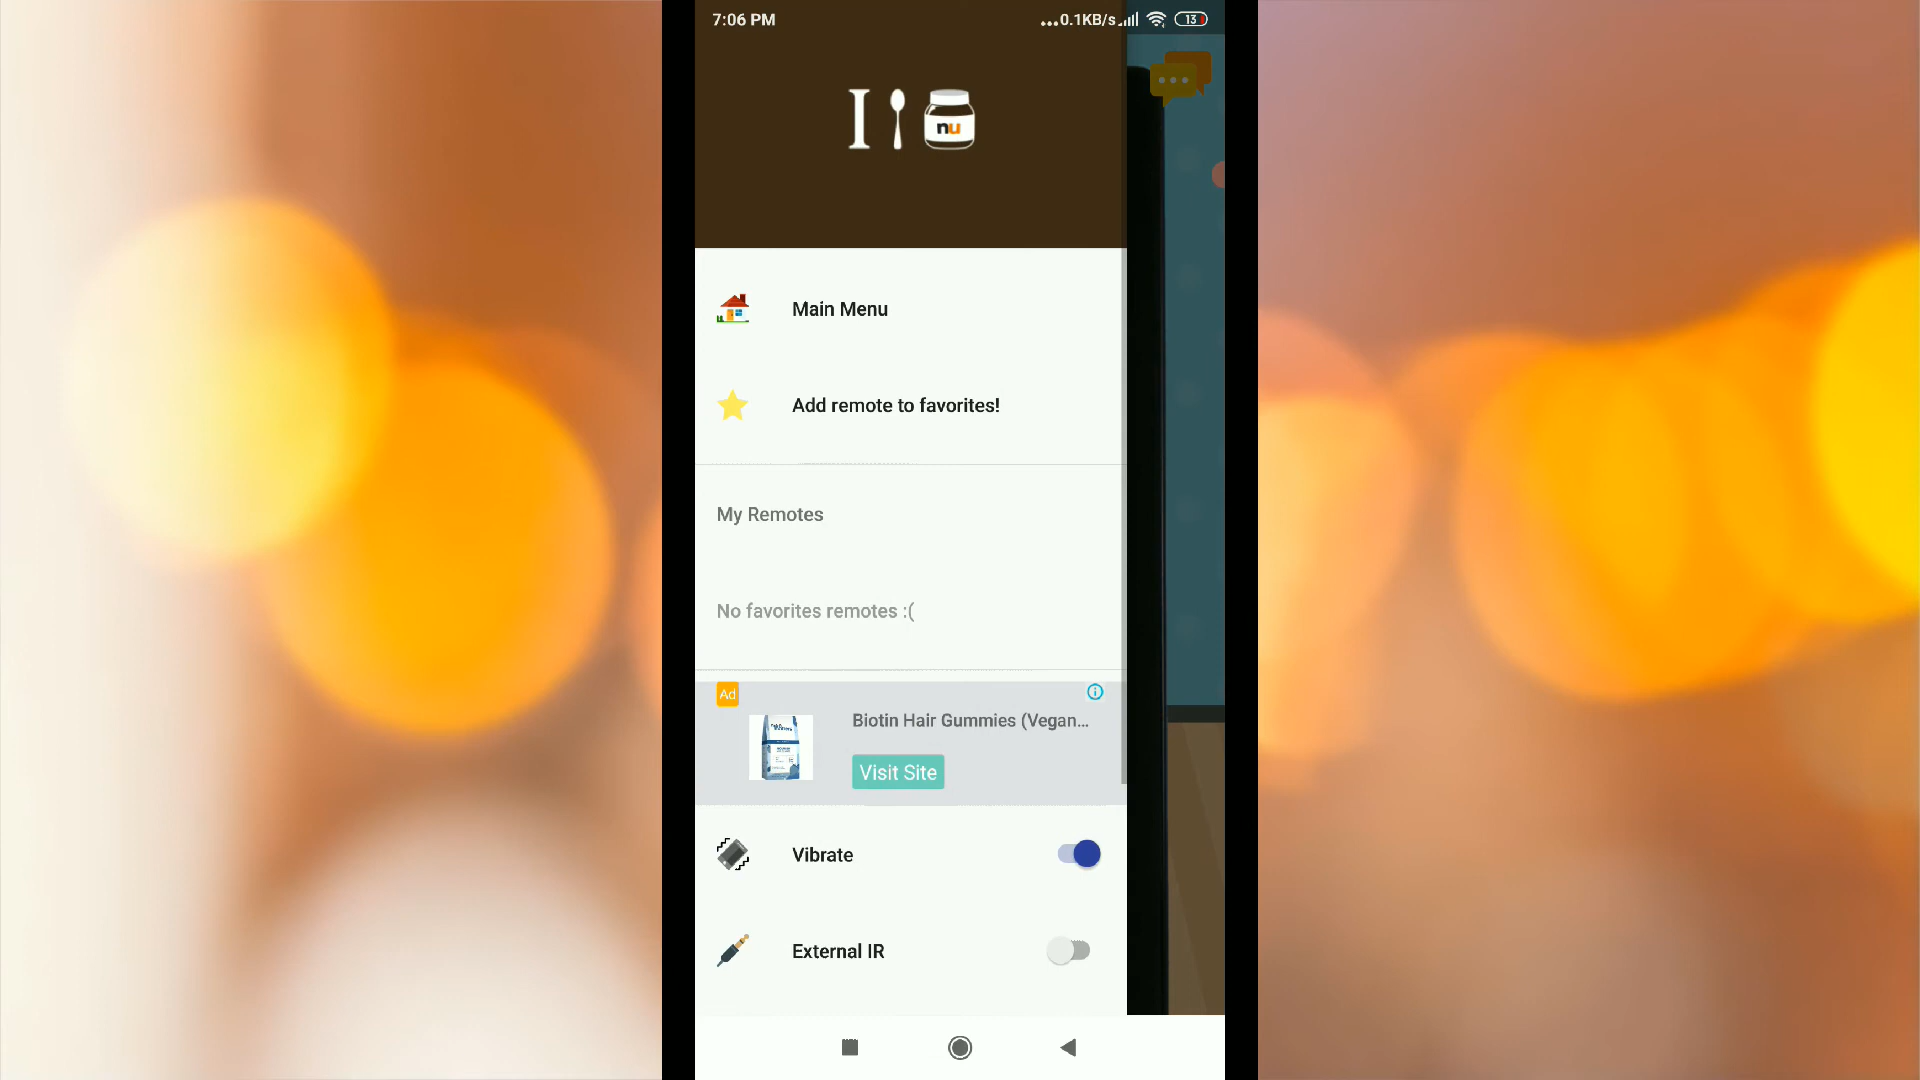 7:06 PM
...0.1KB/s
13
I
nu
Main Menu
Add remote to favorites!
My Remotes
No favorites remotes :(
Ad
Biotin Hair Gummies (Vegan...
Visit Site
Vibrate
External IR